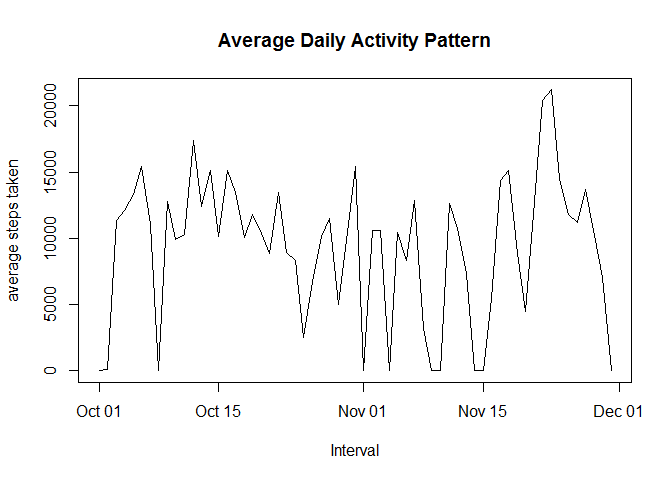 Average Daily Activity Pattern
average steps taken
20000
15000
10000
5000
0
Oct 01
Oct 15
Nov 01
Nov 15
Dec 01
Interval